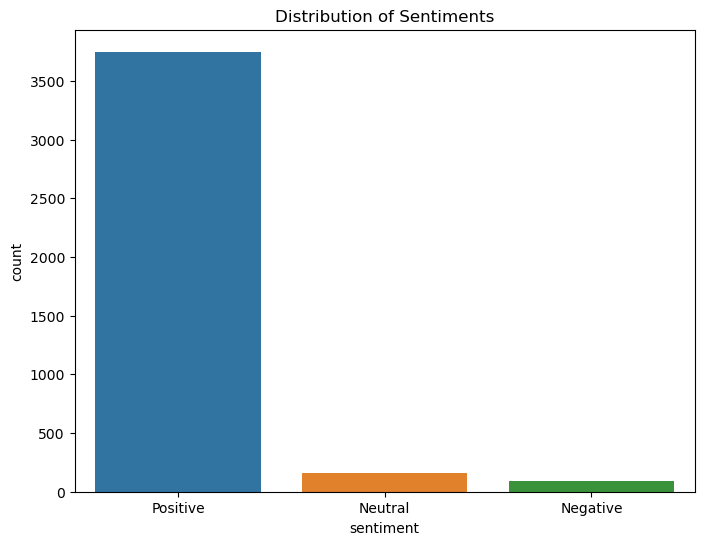 Distribution of Sentiments
3500
3000
2500
2000
1500
1000
500
0
count
Positive Neutral Negative
sentiment